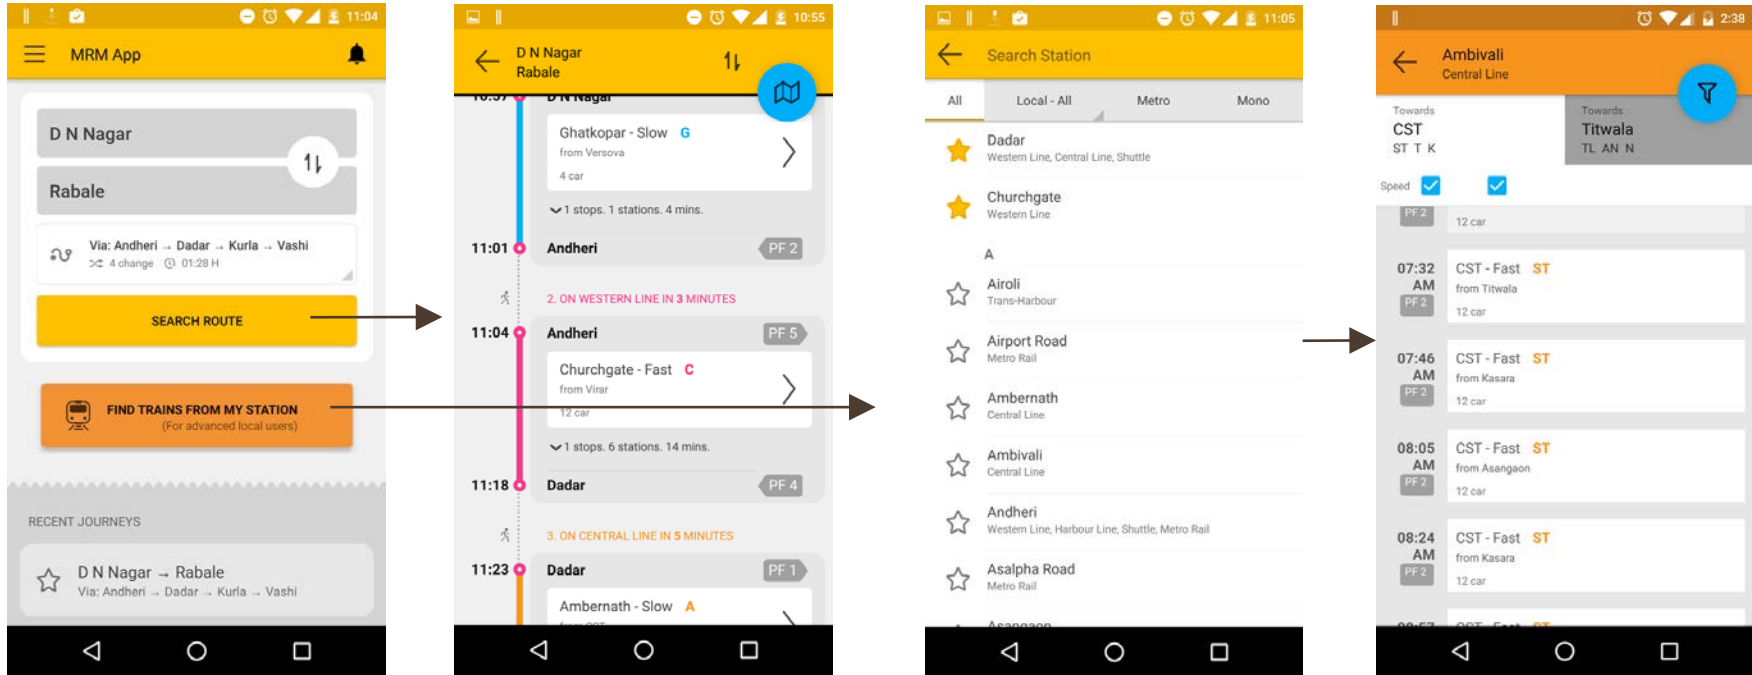 11:04
MRM App
D N Nagar
Rabale
Via: Andheri → Dadar → Kurla → Vashi
4 change 01:28 H
SEARCH ROUTE
FIND TRAINS FROM MY STATION
(For advanced local users)
RECENT JOURNEYS
D N Nagar → Rabale
Via: Andheri → Dadar → Kurla → Vashi
10:55
D N Nagar
Rabale
10:57 D N Nagar
Ghatkopar - Slow G
from Versova
4 car
1 stops. 1 stations. 4 mins.
11:01 Andheri PF 2
2. ON WESTERN LINE IN 3 MINUTES
11:04 Andheri PF 5
Churchgate - Fast C
from Virar
12 car
1 stops. 6 stations. 14 mins.
11:18 Dadar PF 4
3. ON CENTRAL LINE IN 5 MINUTES
11:23 Dadar PF 1
Ambernath - Slow A
from CST
11:05
Search Station
All Local - All Metro Mono
Dadar
Western Line, Central Line, Shuttle
Churchgate
Western Line
A
Airoli
Trans-Harbour
Airport Road
Metro Rail
Ambernath
Central Line
Ambivali
Central Line
Andheri
Western Line, Harbour Line, Shuttle, Metro Rail
Asalpha Road
Metro Rail
Asangaon
2:38
Ambivali
Central Line
Towards
CST
ST T K
Towards
Titwala
TL AN N
Speed
PF 2
12 car
07:32 CST - Fast ST
AM from Titwala
PF 2
12 car
07:46 CST - Fast ST
AM from Kasara
PF 2
12 car
08:05 CST - Fast ST
AM from Asangaon
PF 2
12 car
08:24 CST - Fast ST
AM from Kasara
PF 2
12 car
08:57 CST - Fast ST